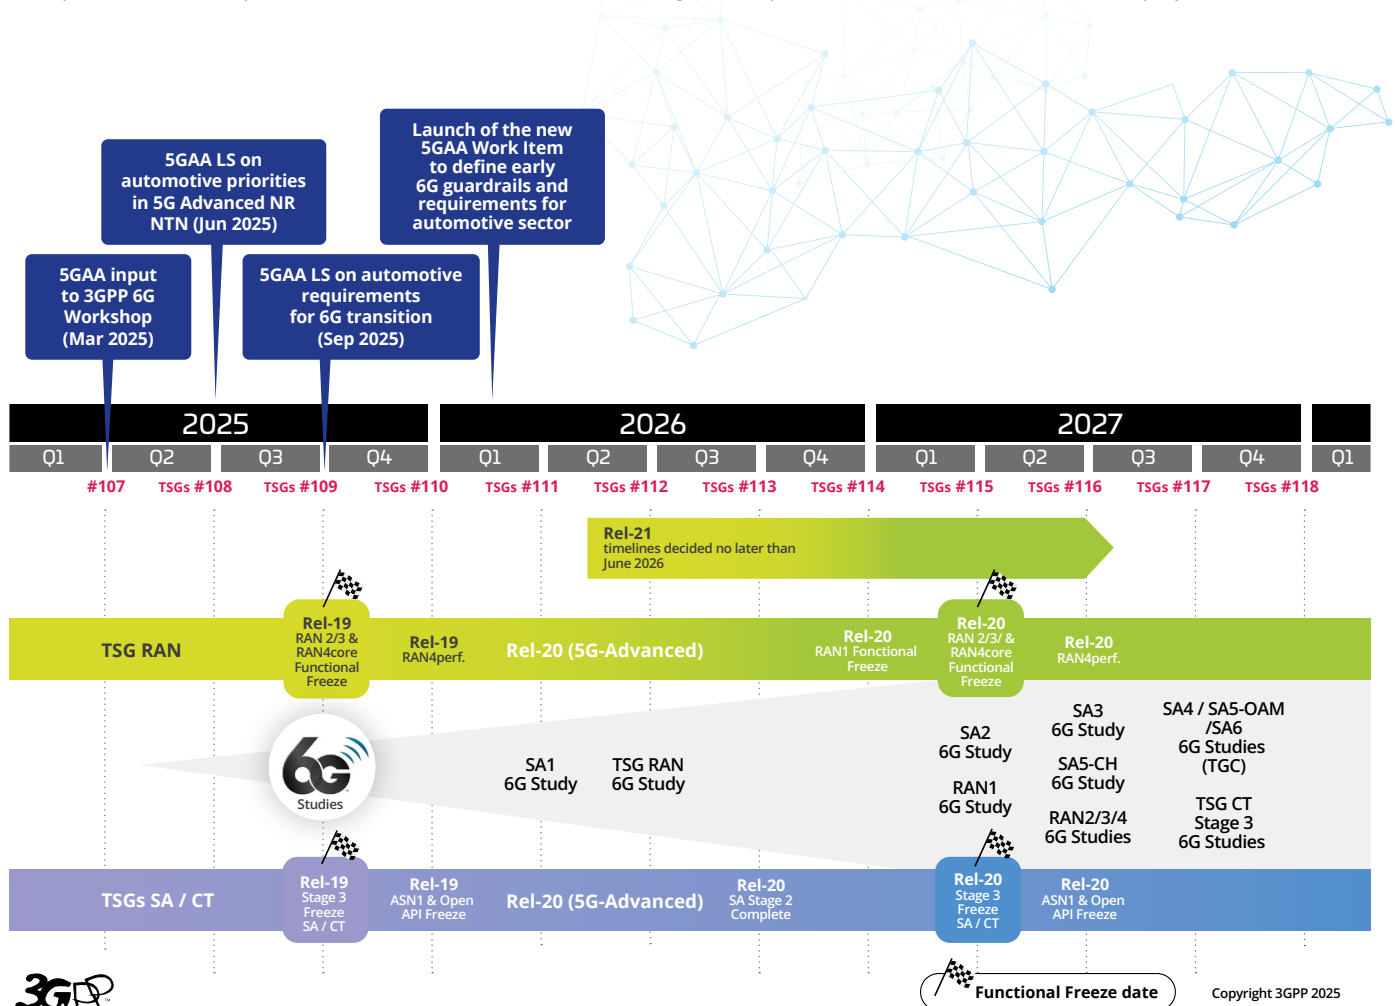 Launch of the new
5GAA Work Item
to define early
6G guardrails and
requirements for
automotive sector
5GAA LS on
automotive priorities
in 5G Advanced NR
NTN (Jun 2025)
5GAA input
to 3GPP 6G
Workshop
(Mar 2025)
5GAA LS on automotive
requirements
for 6G transition
(Sep 2025)
2025 2026 2027
Q1 Q2 Q3 Q4 Q1 Q2 Q3 Q4 Q1 Q2 Q3 Q4 Q1
#107 TSGs #108 TSGs #109 TSGs #110 TSGs #111 TSGs #112 TSGs #113 TSGs #114 TSGs #115 TSGs #116 TSGs #117 TSGs #118
Rel-21
timelines decided no later than
June 2026
TSG RAN
Rel-19
RAN 2/3 &
RAN4core
Functional
Freeze
Rel-19
RAN4perf.
Rel-20 (5G-Advanced)
Rel-20
RAN1 Fonctional
Freeze
Rel-20
RAN 2/3/ &
RAN4core
Functional
Freeze
Rel-20
RAN4perf.
6G
Studies
SA1
6G Study
TSG RAN
6G Study
SA2
6G Study
RAN1
6G Study
SA3
6G Study
SA5-CH
6G Study
RAN2/3/4
6G Studies
SA4 / SA5-OAM
/SA6
6G Studies
(TGC)
TSG CT
Stage 3
6G Studies
TSGs SA / CT
Rel-19
Stage 3
Freeze
SA / CT
Rel-19
ASN1 & Open
API Freeze
Rel-20 (5G-Advanced)
Rel-20
SA Stage 2
Complete
Rel-20
Stage 3
Freeze
SA / CT
Rel-20
ASN1 & Open
API Freeze
3GPP
Functional Freeze date
Copyright 3GPP 2025